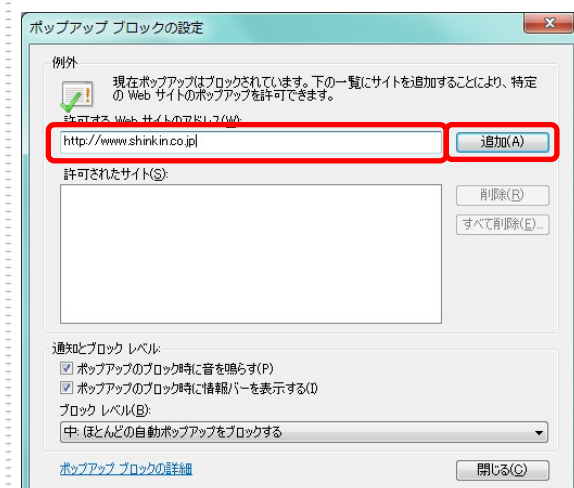 ポップアップ ブロックの設定
例外
現在ポップアップはブロックされています。下の一覧にサイトを追加することにより、特定
の Web サイトのポップアップを許可できます。
許可する Web サイトのアドレス(W):
http://www.shinkin.co.jp
追加(A)
許可されたサイト(S):
削除(R)
すべて削除(E)...
通知とブロック レベル:
ポップアップのブロック時に音を鳴らす(P)
ポップアップのブロック時に情報バーを表示する(I)
ブロック レベル(B):
中: ほとんどの自動ポップアップをブロックする
ポップアップ ブロックの詳細
閉じる(C)